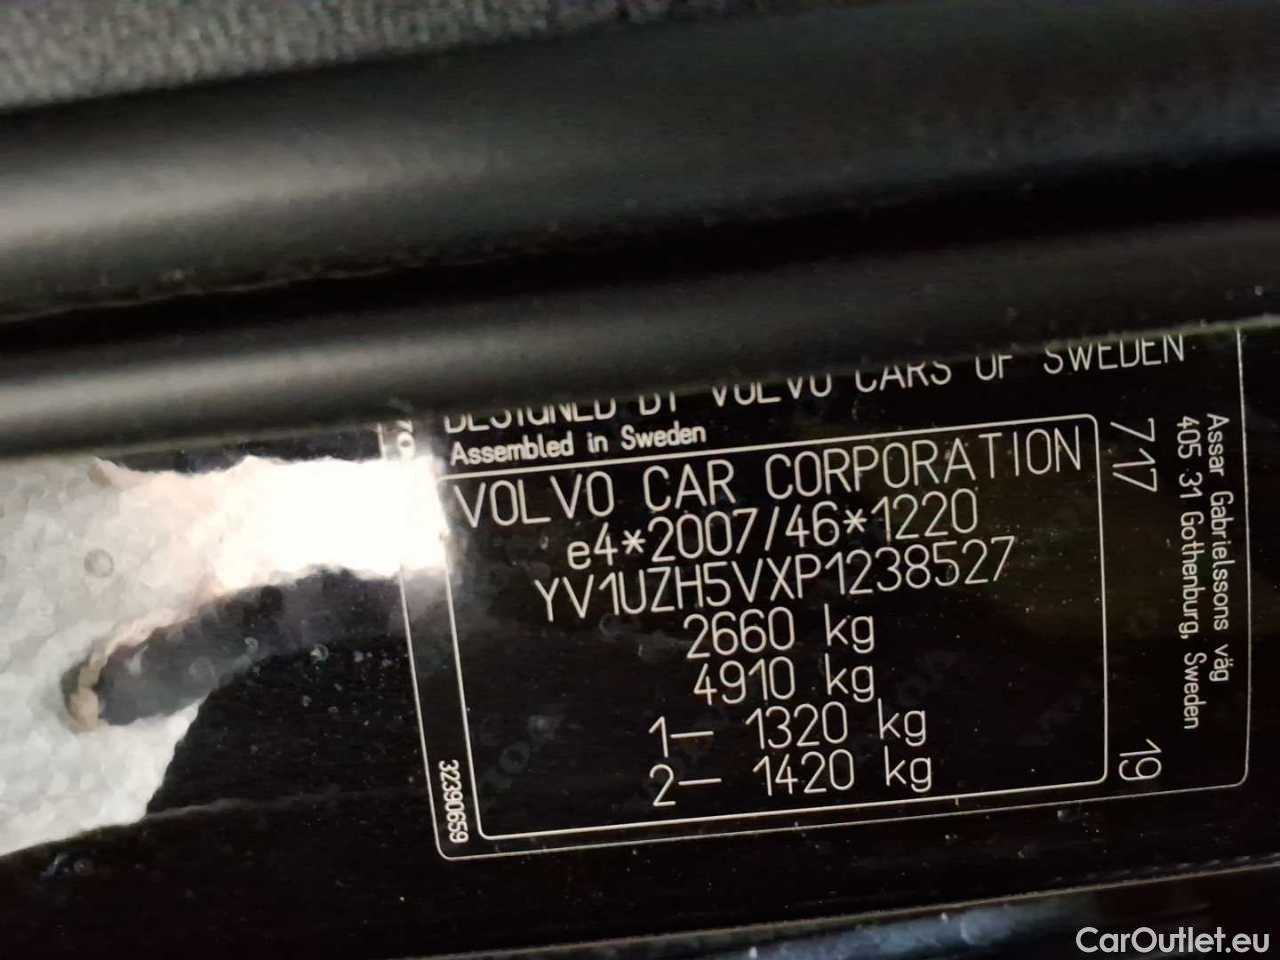 DESIGNED BY VOLVO CARS OF SWEDEN
Assembled in Sweden
VOLVO CAR CORPORATION
e4*2007/46*1220
YV1UZH5VXP1238527
2660 kg
4910 kg
1– 1320 kg
2– 1420 kg
717
19
Assar Gabrielssons väg
405 31 Gothenburg, Sweden
32390659
CarOutlet.eu